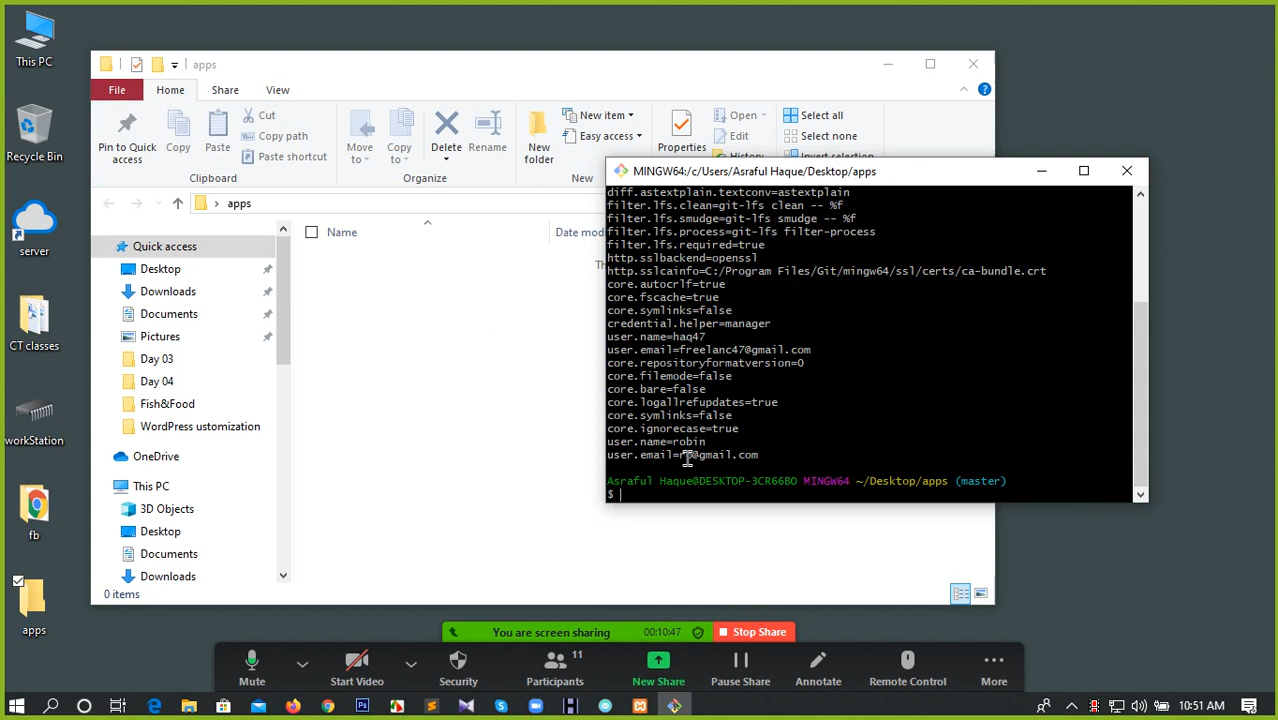 This PC
Recycle Bin
server
CT classes
workStation
fb
apps
apps
File Home Share View
Pin to Quick access
Copy
Paste
Cut
Copy path
Paste shortcut
Clipboard
Move to
Copy to
Delete
Rename
Organize
New folder
New item
Easy access
New
Properties
Open
Edit
History
Select all
Select none
Invert selection
apps
Name
Quick access
Desktop
Downloads
Documents
Pictures
Day 03
Day 04
Fish&Food
WordPress ustomization
OneDrive
This PC
3D Objects
Desktop
Documents
Downloads
0 items
MINGW64:/c/Users/Asraful Haque/Desktop/apps
diff.astextplain.textconv=astextplain
filter.lfs.clean=git-lfs clean -- %f
filter.lfs.smudge=git-lfs smudge -- %f
filter.lfs.process=git-lfs filter-process
filter.lfs.required=true
http.sslbackend=openssl
http.sslcainfo=C:/Program Files/Git/mingw64/ssl/certs/ca-bundle.crt
core.autocrlf=true
core.fscache=true
core.symlinks=false
credential.helper=manager
user.name=haq47
user.email=freelanc47@gmail.com
core.repositoryformatversion=0
core.filemode=false
core.bare=false
core.logallrefupdates=true
core.symlinks=false
core.ignorecase=true
user.name=robin
Asraful Haque@DESKTOP-3CR66BO MINGW64 ~/Desktop/apps (master)
$
You are screen sharing 00:10:47 Stop Share
Mute
Start Video
Security
Participants 11
New Share
Pause Share
Annotate
Remote Control
More
10:51 AM